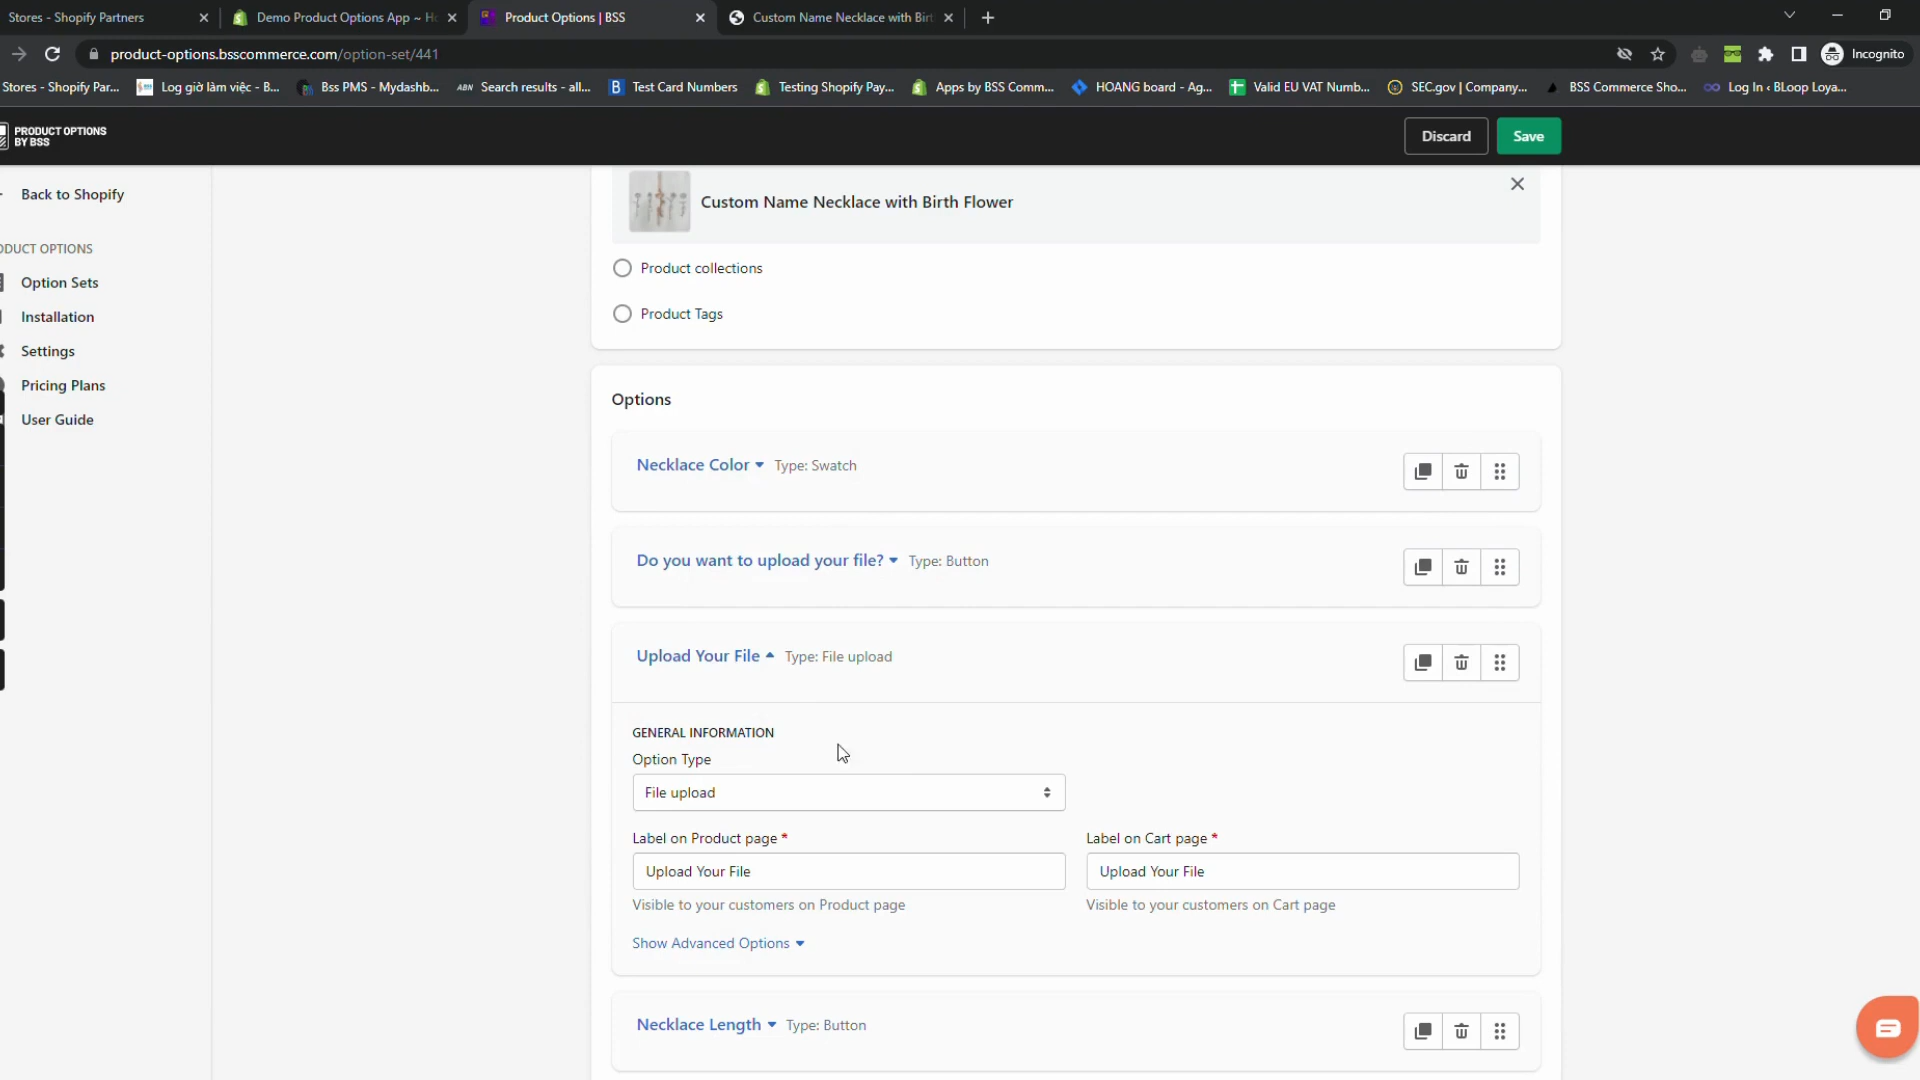 Stores - Shopify Partners
Demo Product Options App ~ H
Product Options | BSS
Custom Name Necklace with Birt
product-options.bsscommerce.com/option-set/441
Incognito
Stores - Shopify Par...
Log giờ làm việc - B...
Bss PMS - Mydashb...
ABN Search results - all...
B Test Card Numbers
Testing Shopify Pay...
Apps by BSS Comm...
HOANG board - Ag...
Valid EU VAT Numb...
SEC.gov | Company...
BSS Commerce Sho...
Log In ‹ BLoop Loya...
PRODUCT OPTIONS
BY BSS
Discard
Save
Back to Shopify
ODUCT OPTIONS
Option Sets
Installation
Settings
Pricing Plans
User Guide
Custom Name Necklace with Birth Flower
Product collections
Product Tags
Options
Necklace Color Type: Swatch
Do you want to upload your file? Type: Button
Upload Your File Type: File upload
GENERAL INFORMATION
Option Type
File upload
Label on Product page *
Label on Cart page *
Upload Your File
Upload Your File
Visible to your customers on Product page
Visible to your customers on Cart page
Show Advanced Options
Necklace Length Type: Button